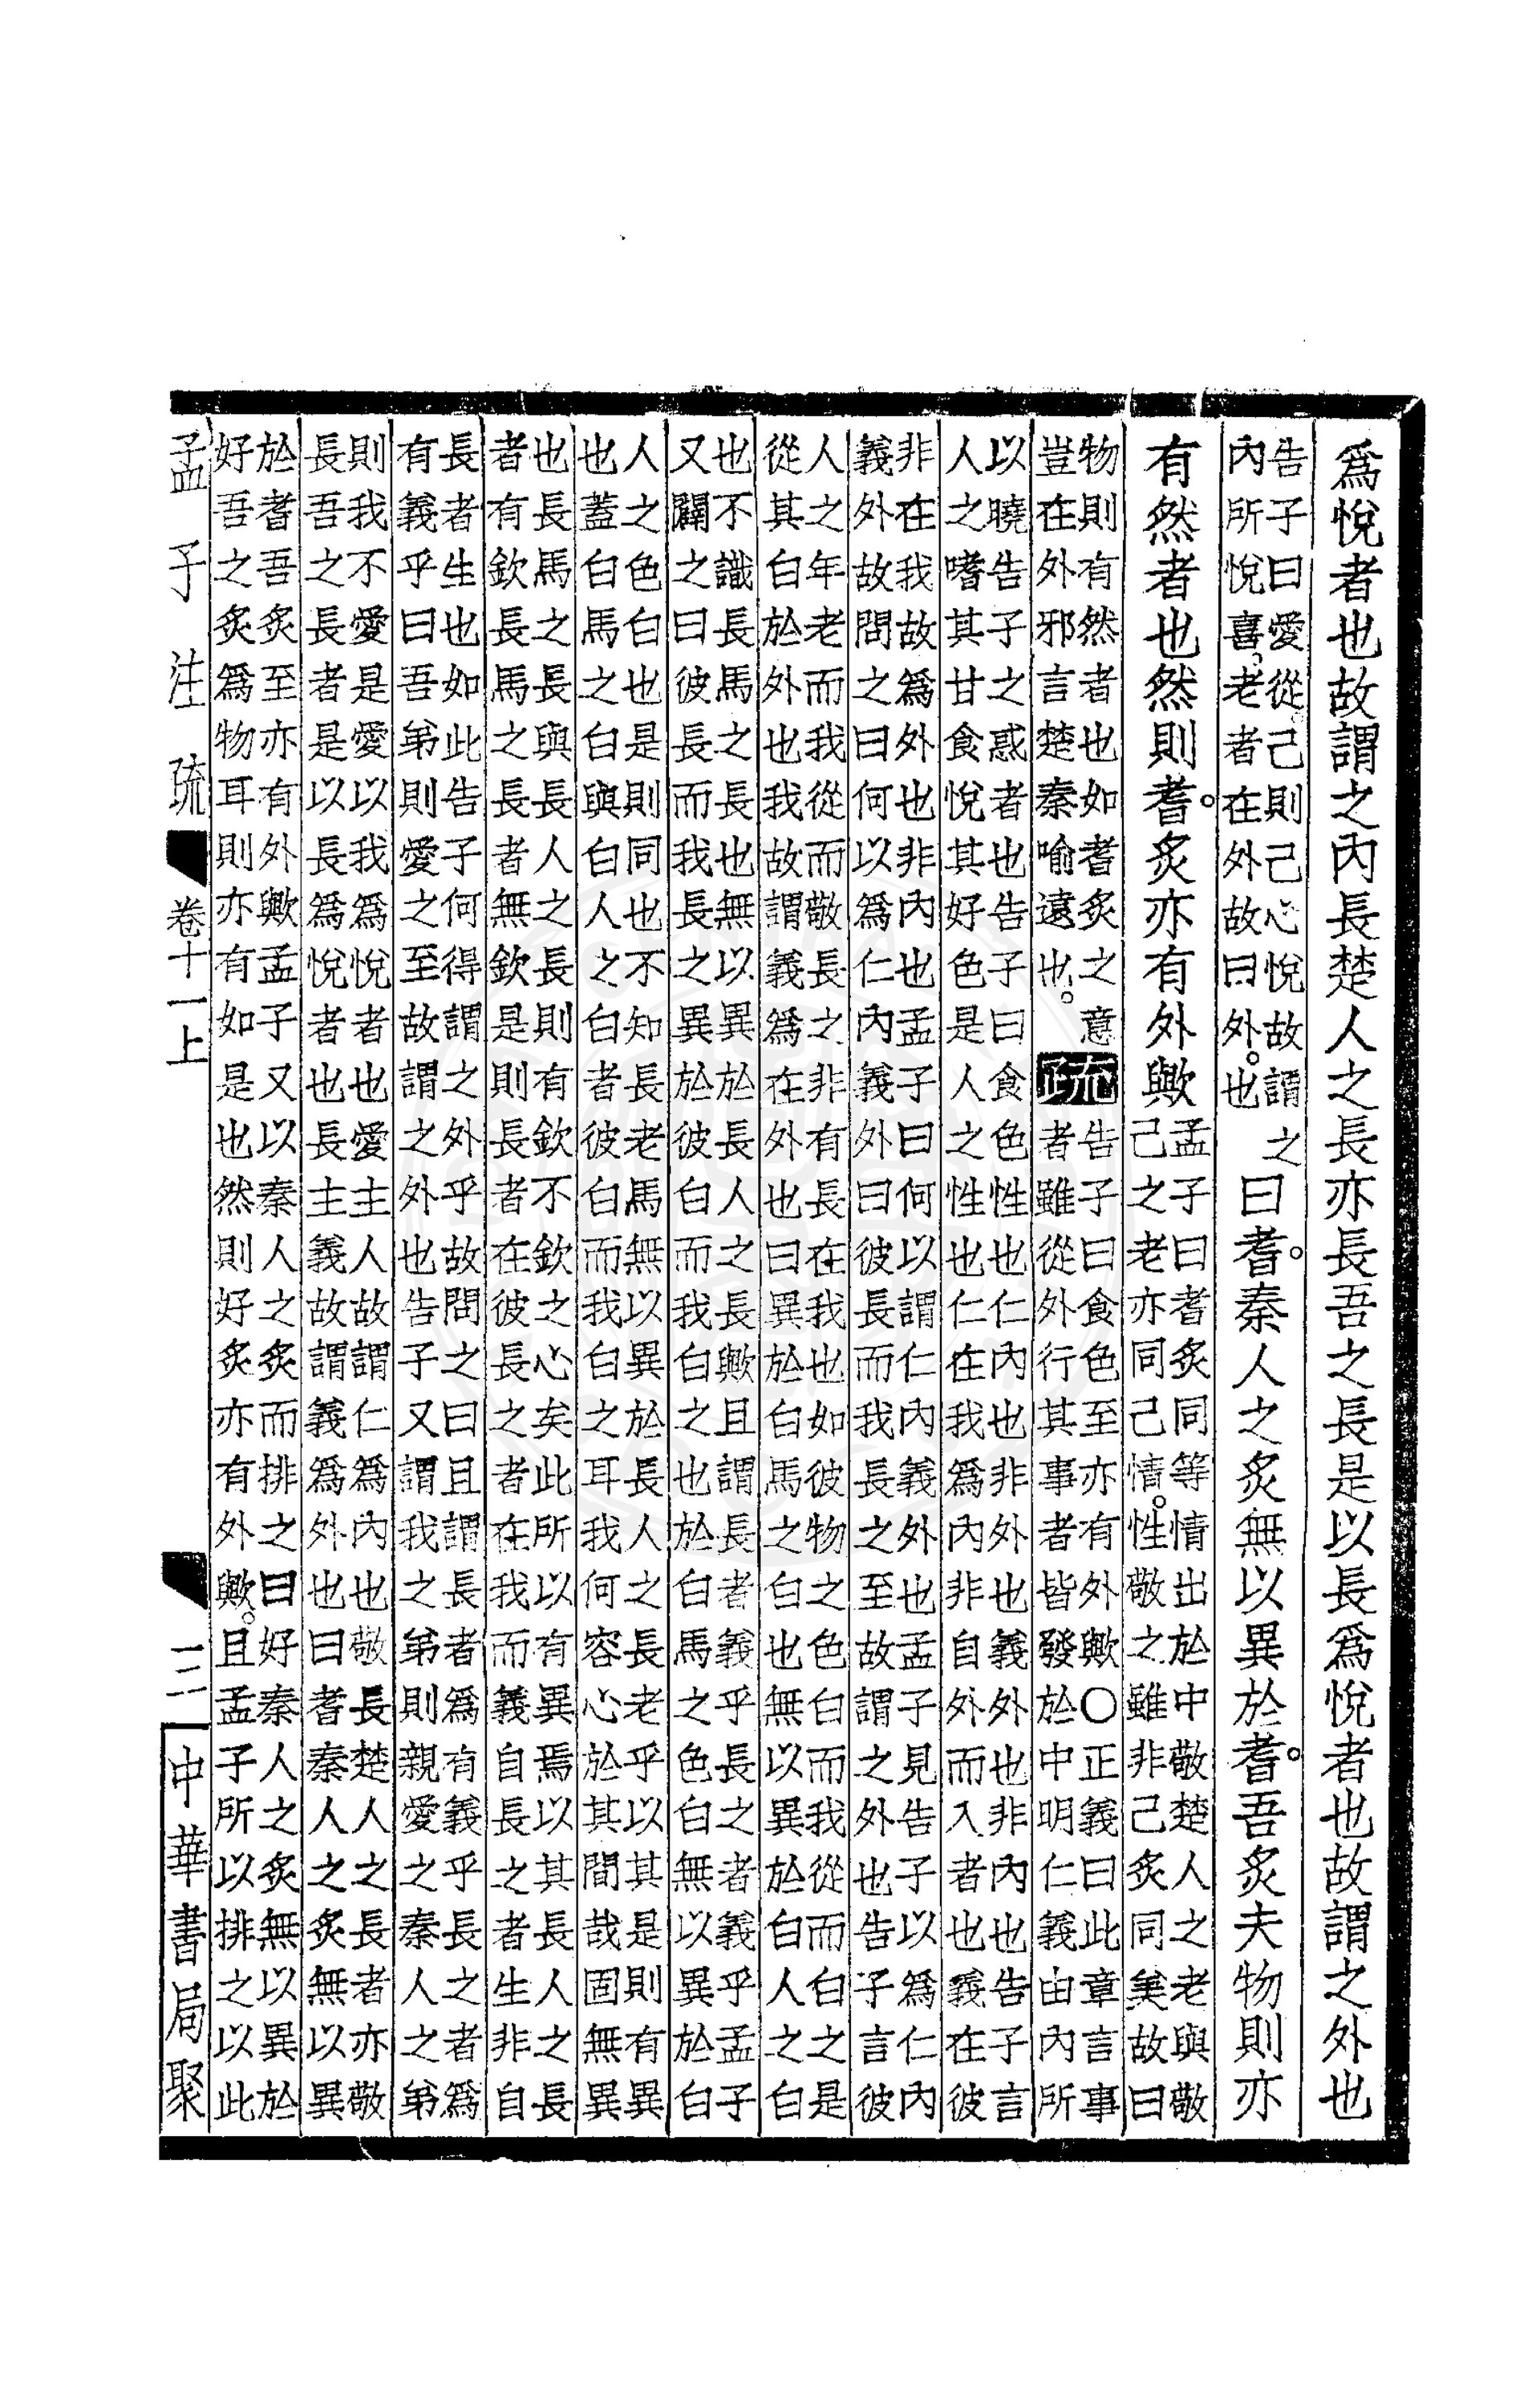 爲悅者也故謂之內長楚人之長亦長吾之長是以長爲悅者也故謂之外也
告子曰愛從己則己心悅故謂之
內所悅喜老者在外故曰外也
曰耆秦人之炙無以異於耆吾炙夫物則亦
有然者也然則耆炙亦有外歟
孟子曰耆炙同等情出於中敬楚人之老與敬
己之老亦同己情性敬之雖非己炙同美故曰
物則有然者也如耆炙之意
豈在外邪言楚秦喻遠也
疏
告子曰食色至亦有外歟○正義曰此章言事
者雖從外行其事者皆發於中明仁義由內所
以曉告子之惑者也告子曰食色性也仁內也非外也義外也非內也告子言
人之嗜其甘食悅其好色是人之性也仁在我爲內非自外而入者也義在彼
非在我故爲外也非內也孟子曰何以謂仁內義外也孟子見告子以爲仁內
義外故問之曰何以爲仁內義外曰彼長而我長之至故謂之外也告子言彼
人之年老而我從而敬長之非有長在我也如彼物之色白而我從而白之是
從其白於外也我故謂義爲在外也曰異於白馬之白也無以異於白人之白
也不識長馬之長也無以異於長人之長歟且謂長者義乎長之者義乎孟子
又闢之曰彼長而我長之異於彼白而我白之也於白馬之色白無以異於白
人之色白也是則同也不知長老馬無以異於長人之長老乎以其是則有異
也蓋白馬之白與白人之白者彼白而我白之耳我何容心於其間哉固無異
也長馬之長與長人之長則有欽不欽之心矣此所以有異焉以其長人之長
者有欽長馬之長者無欽是則長者在彼長之者在我而義自長之者生非自
長者生也如此告子何得謂之外乎故問之曰且謂長者爲有義乎長之者爲
有義乎曰吾弟則愛之至故謂之外也告子又謂我之弟則親愛之秦人之弟
則我不愛是愛以我爲悅者也愛主人故謂仁爲內也敬長楚人之長者亦敬
長吾之長者是以長爲悅者也長主義故謂義爲外也曰耆秦人之炙無以異
於耆吾炙至亦有外歟孟子又以秦人之炙而排之曰好秦人之炙無以異於
好吾之炙爲物耳則亦有如是也然則好炙亦有外歟且孟子所以排之以此
孟子注疏 卷十一上 三 中華書局聚